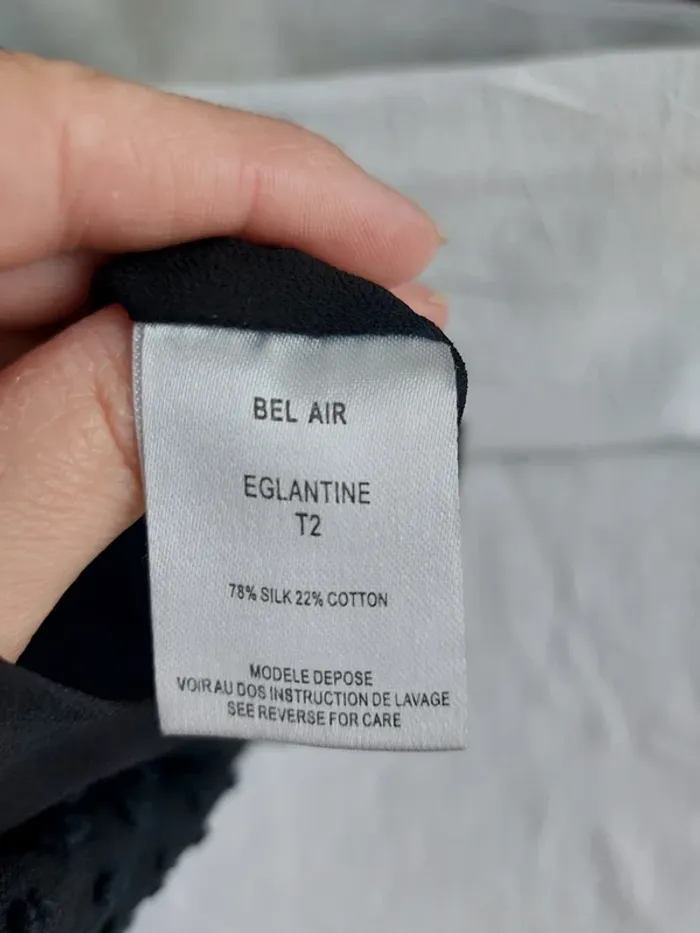 BEL AIR
EGLANTINE
T2
78% SILK 22% COTTON
MODELE DEPOSE
VOIR AU DOS INSTRUCTION DE LAVAGE
SEE REVERSE FOR CARE